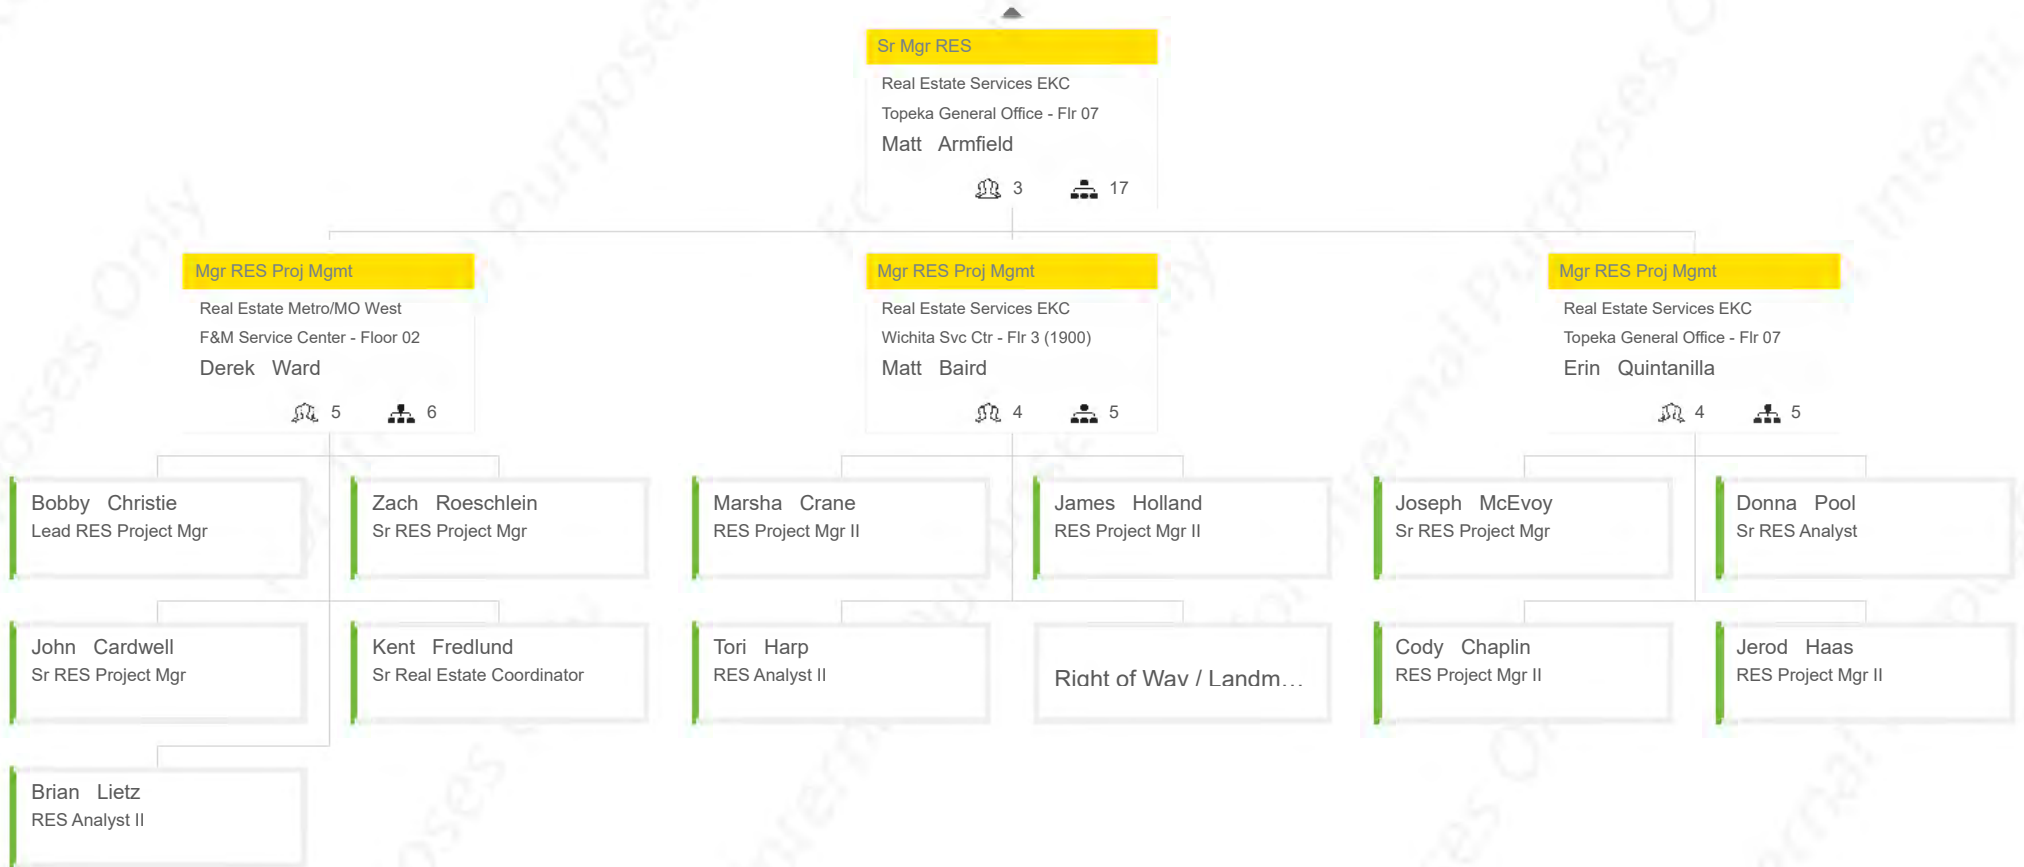 Sr Mgr RES
Real Estate Services EKC
Topeka General Office - Flr 07
Matt Armfield
3 17
Mgr RES Proj Mgmt
Real Estate Metro/MO West
F&M Service Center - Floor 02
Derek Ward
5 6
Mgr RES Proj Mgmt
Real Estate Services EKC
Wichita Svc Ctr - Flr 3 (1900)
Matt Baird
4 5
Mgr RES Proj Mgmt
Real Estate Services EKC
Topeka General Office - Flr 07
Erin Quintanilla
4 5
Bobby Christie
Lead RES Project Mgr
Zach Roeschlein
Sr RES Project Mgr
Marsha Crane
RES Project Mgr II
James Holland
RES Project Mgr II
Joseph McEvoy
Sr RES Project Mgr
Donna Pool
Sr RES Analyst
John Cardwell
Sr RES Project Mgr
Kent Fredlund
Sr Real Estate Coordinator
Tori Harp
RES Analyst II
Right of Way / Landm...
Cody Chaplin
RES Project Mgr II
Jerod Haas
RES Project Mgr II
Brian Lietz
RES Analyst II